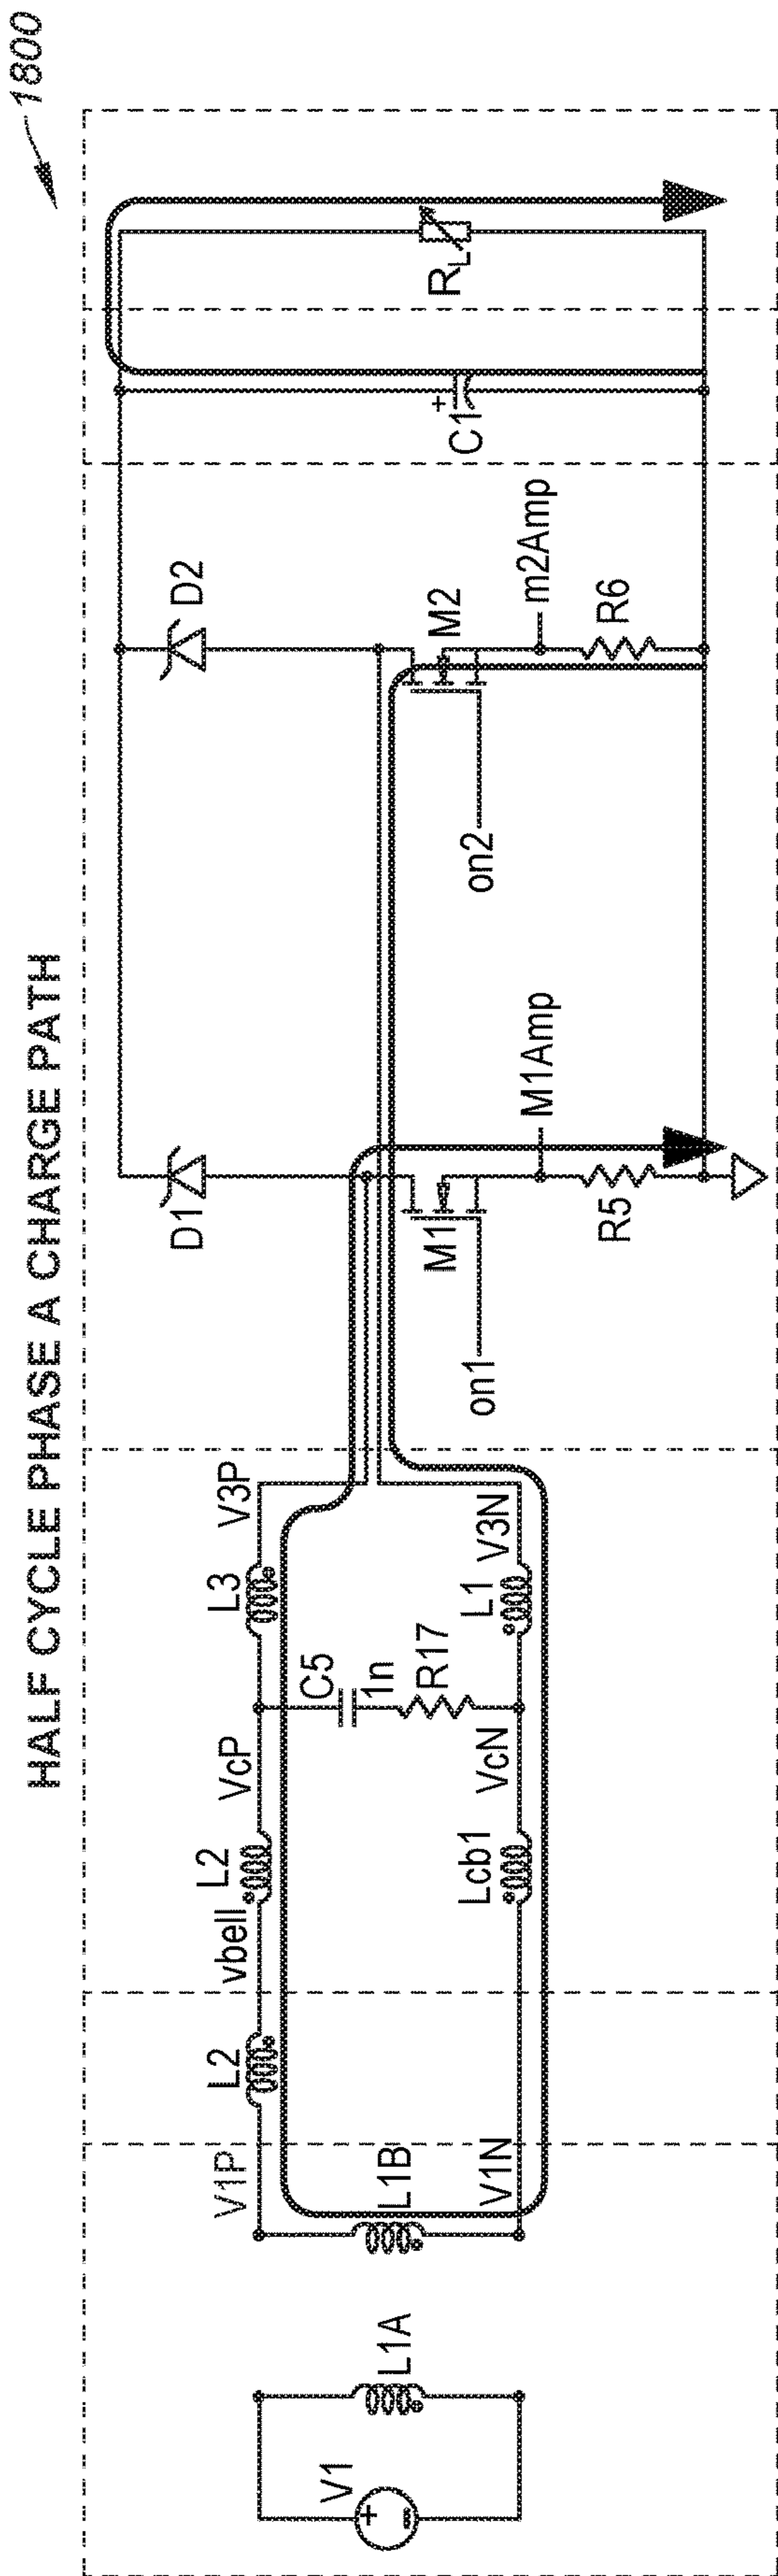 1800
HALF CYCLE PHASE A CHARGE PATH
V1
+
L1A
V1P
L1B
V1N
L2
vbell
L2
Lcb1
VcP
VcN
C5
1n
R17
L3
L1
V3P
V3N
D1
on1
M1
M1Amp
R5
D2
on2
M2
m2Amp
R6
+
C1
RL